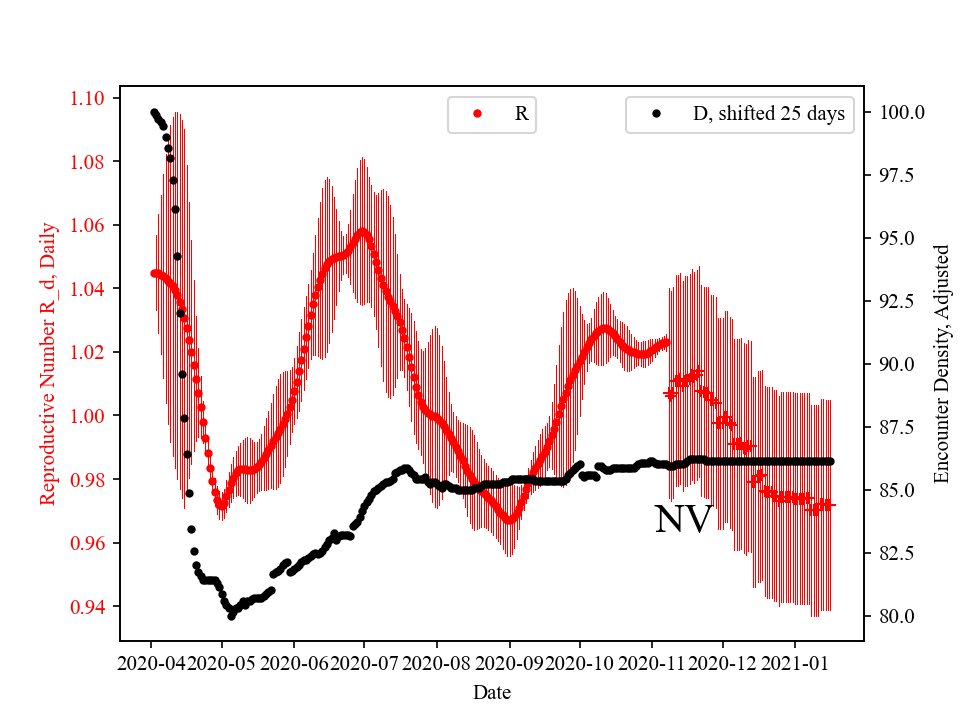 R
D, shifted 25 days
1.10
1.08
1.06
1.04
1.02
1.00
0.98
0.96
0.94
Reproductive Number R_d, Daily
100.0
97.5
95.0
92.5
90.0
87.5
85.0
82.5
80.0
Encounter Density, Adjusted
NV
2020-04 2020-05 2020-06 2020-07 2020-08 2020-09 2020-10 2020-11 2020-12 2021-01
Date